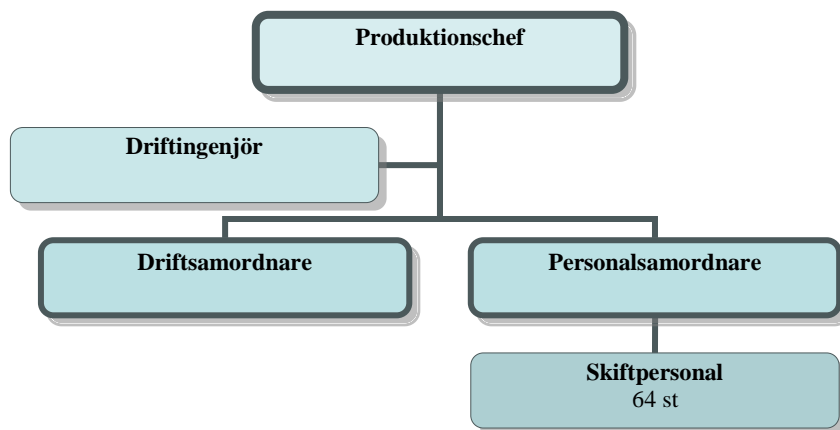 Produktionschef
Driftingenjör
Driftsamordnare
Personalsamordnare
Skiftpersonal
64 st